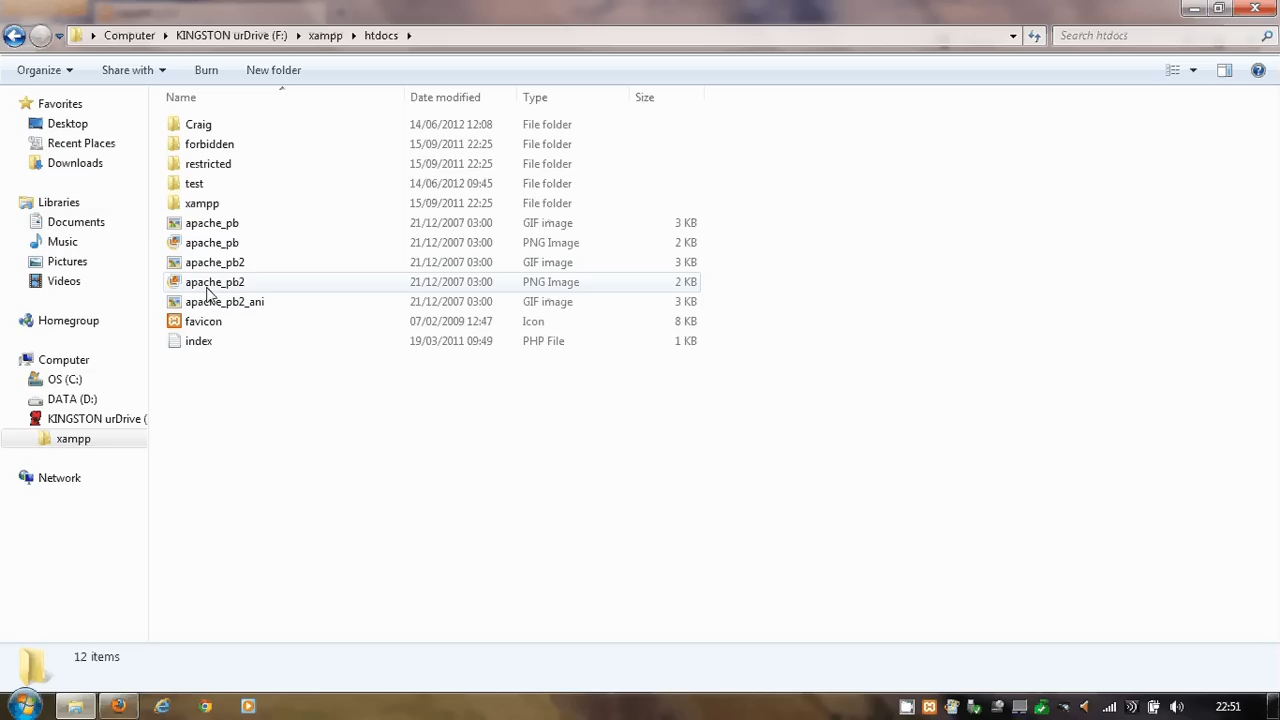 Computer KINGSTON urDrive (F:) xampp htdocs Search htdocs
Organize Share with Burn New folder
Name Date modified Type Size
Favorites
Desktop
Recent Places
Downloads
Libraries
Documents
Music
Pictures
Videos
Homegroup
Computer
OS (C:)
DATA (D:)
KINGSTON urDrive (
xampp
Network
Craig 14/06/2012 12:08 File folder
forbidden 15/09/2011 22:25 File folder
restricted 15/09/2011 22:25 File folder
test 14/06/2012 09:45 File folder
xampp 15/09/2011 22:25 File folder
apache_pb 21/12/2007 03:00 GIF image 3 KB
apache_pb 21/12/2007 03:00 PNG Image 2 KB
apache_pb2 21/12/2007 03:00 GIF image 3 KB
apache_pb2 21/12/2007 03:00 PNG Image 2 KB
apache_pb2_ani 21/12/2007 03:00 GIF image 3 KB
favicon 07/02/2009 12:47 Icon 8 KB
index 19/03/2011 09:49 PHP File 1 KB
12 items
22:51